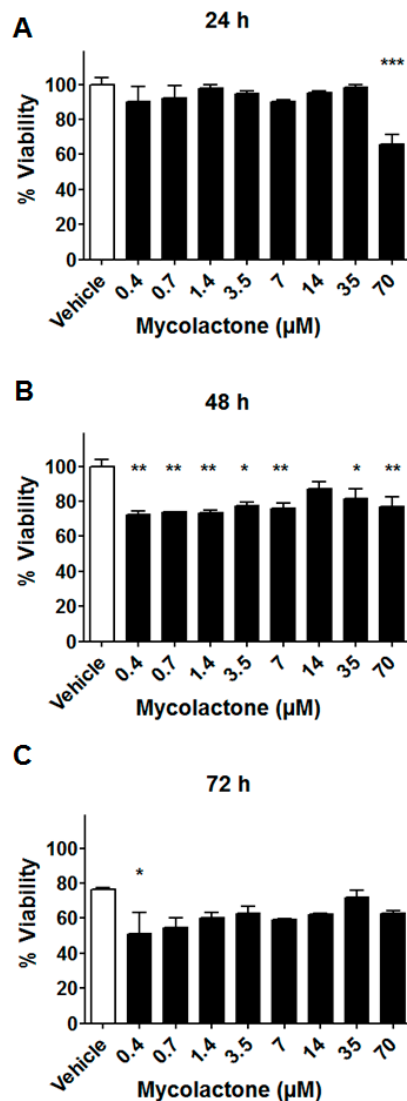 A
24 h
***
100
80
60
40
20
0
% Viability
Vehicle 0.4 0.7 1.4 3.5 7 14 35 70
Mycolactone (µM)
B
48 h
** ** ** * ** * **
100
80
60
40
20
0
% Viability
Vehicle 0.4 0.7 1.4 3.5 7 14 35 70
Mycolactone (µM)
C
72 h
*
100
80
60
40
20
0
% Viability
Vehicle 0.4 0.7 1.4 3.5 7 14 35 70
Mycolactone (µM)